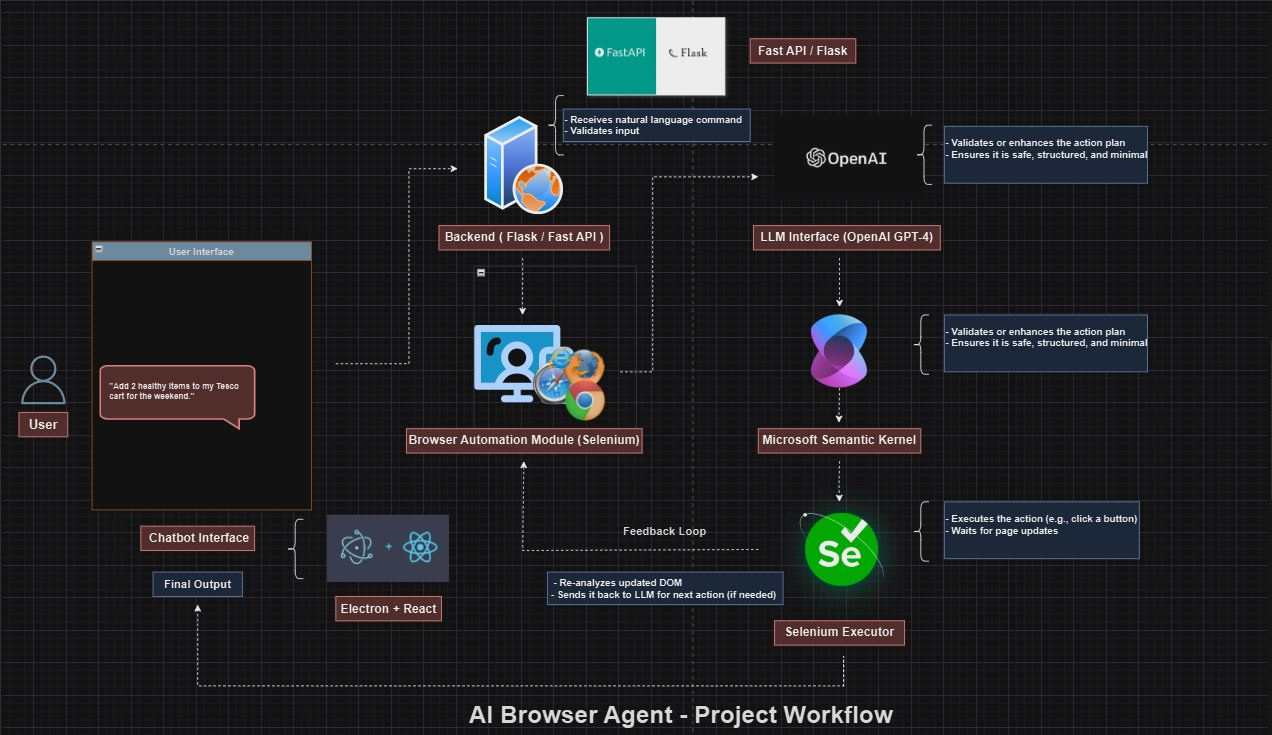 FastAPI
Flask
Fast API / Flask
- Receives natural language command
- Validates input
OpenAI
- Validates or enhances the action plan
- Ensures it is safe, structured, and minimal
Backend ( Flask / Fast API )
LLM Interface (OpenAI GPT-4)
User Interface
"Add 2 healthy items to my Tesco
cart for the weekend."
User
- Validates or enhances the action plan
- Ensures it is safe, structured, and minimal
Browser Automation Module (Selenium)
Microsoft Semantic Kernel
Chatbot Interface
+
Final Output
Electron + React
Feedback Loop
- Re-analyzes updated DOM
- Sends it back to LLM for next action (if needed)
Se
- Executes the action (e.g., click a button)
- Waits for page updates
Selenium Executor
AI Browser Agent - Project Workflow